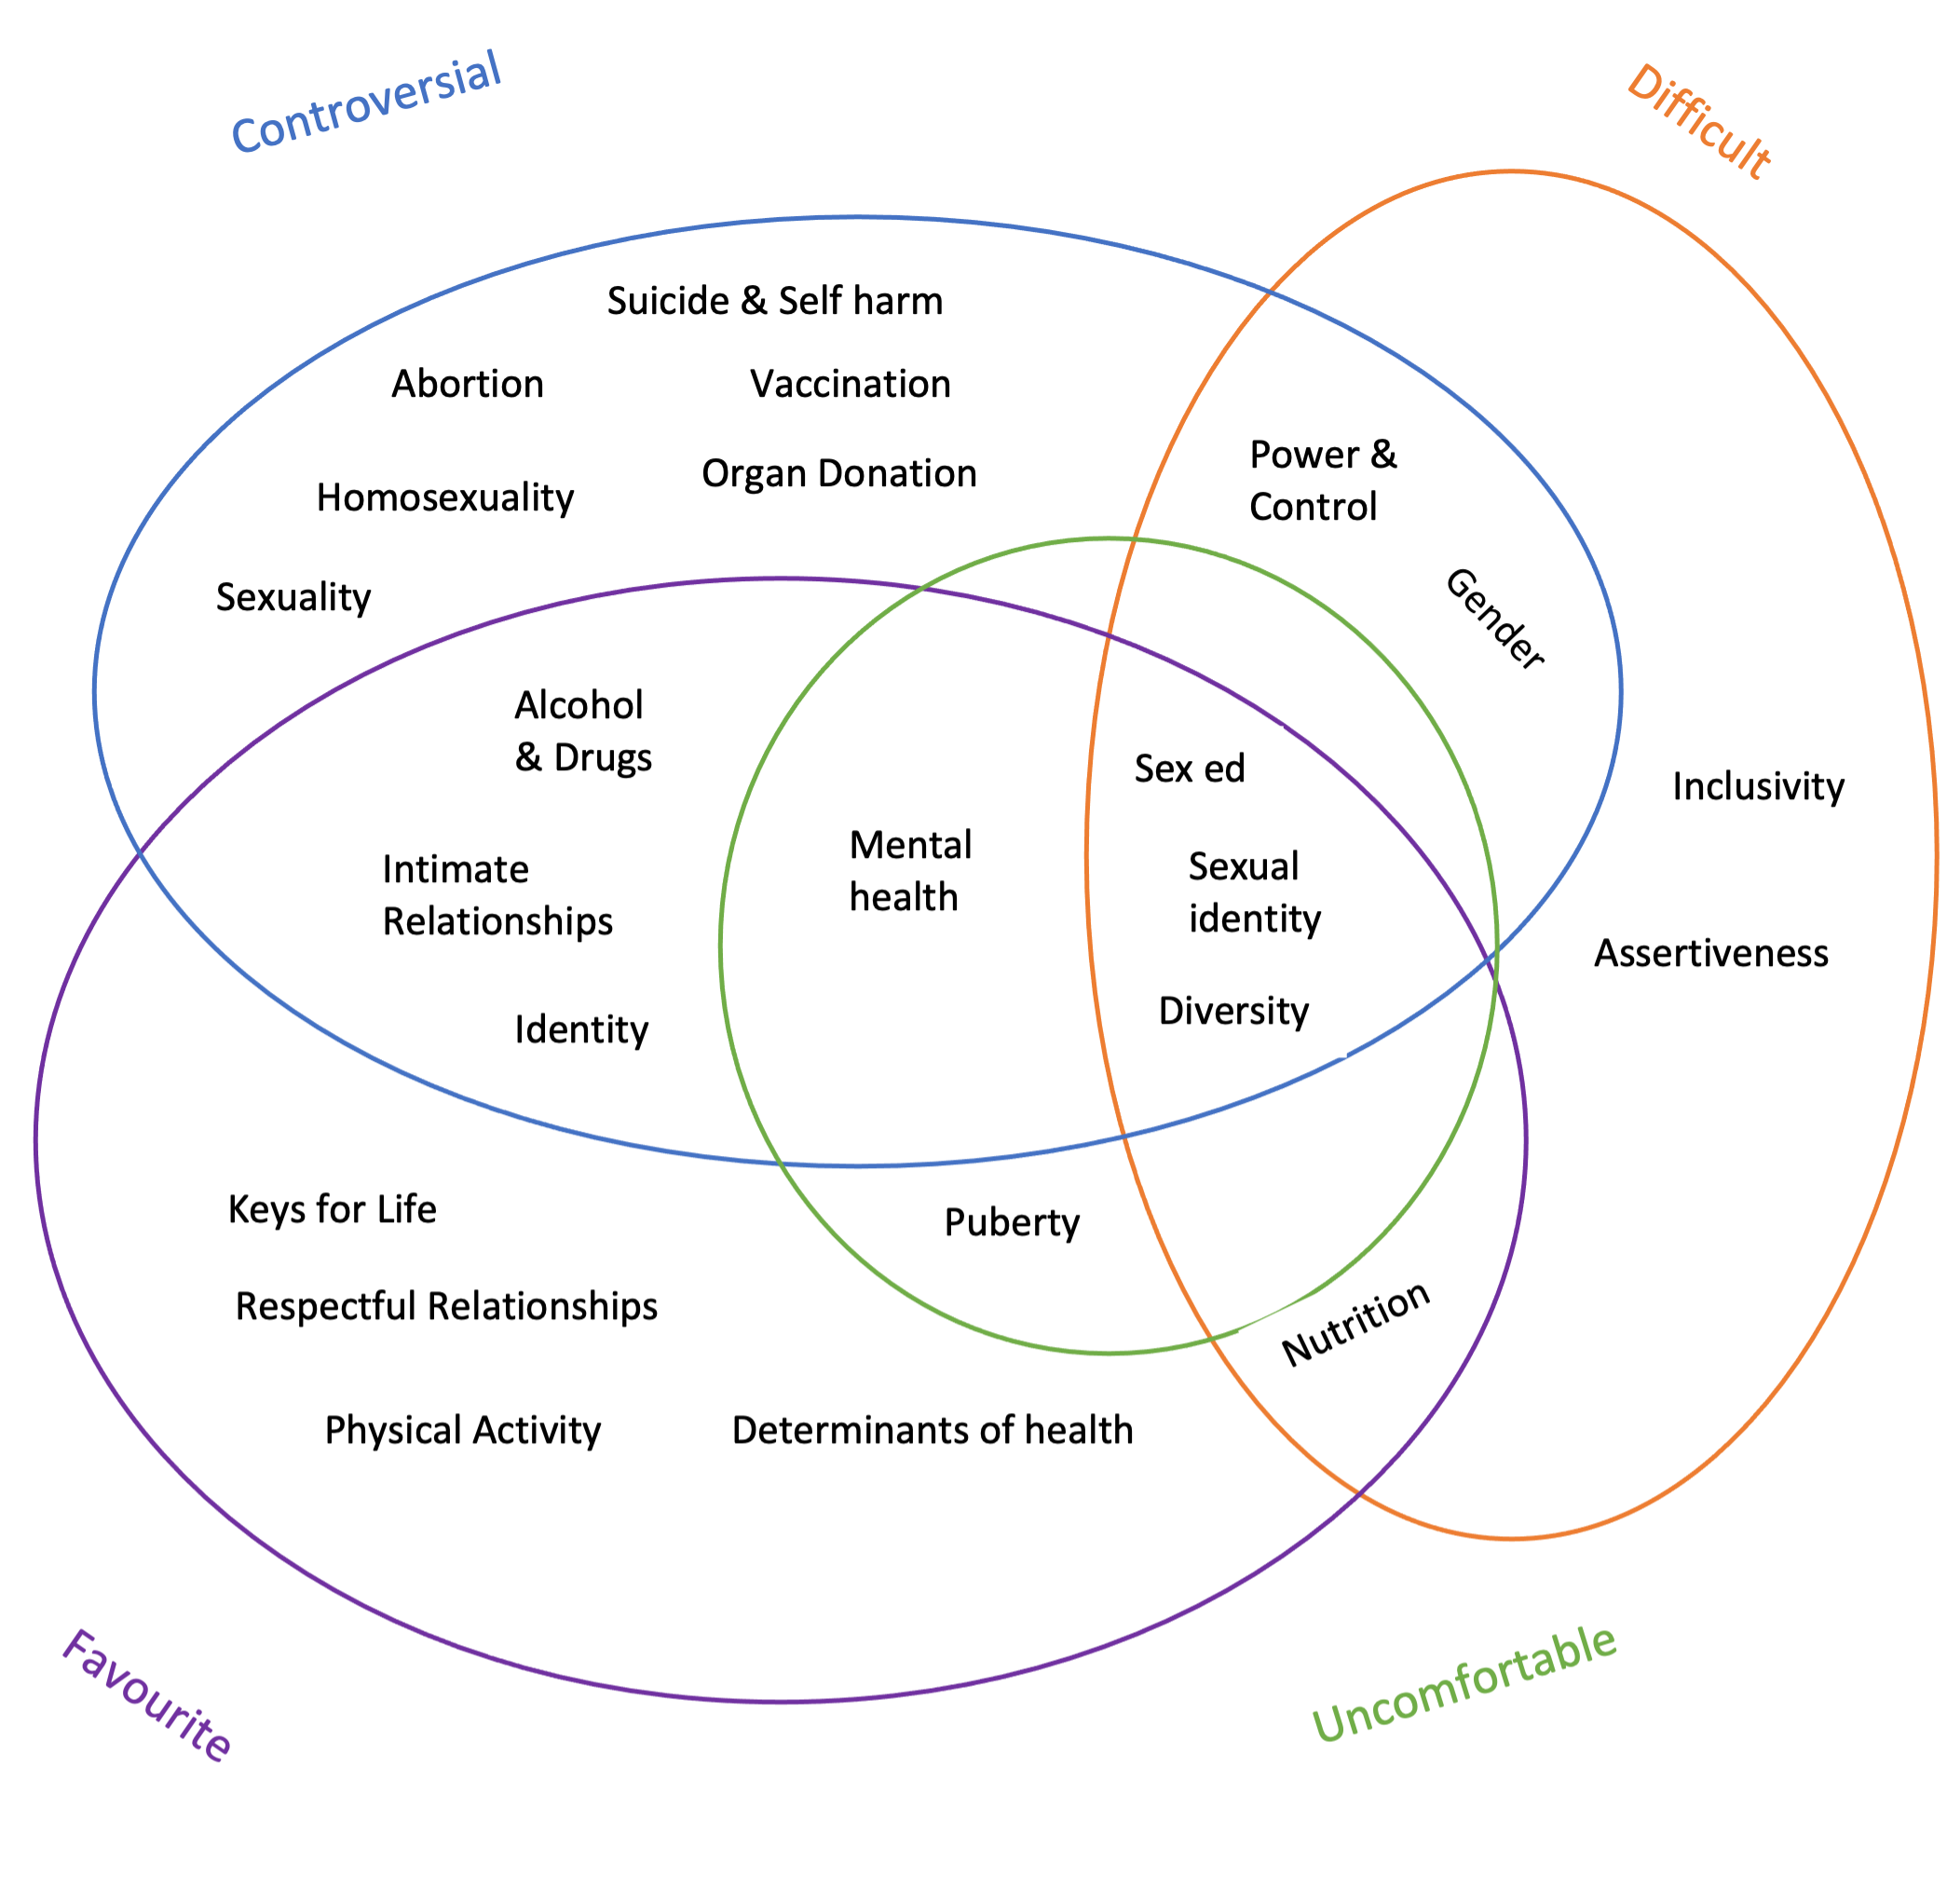 Controversial
Difficult
Suicide & Self harm
Abortion
Vaccination
Power &
Control
Organ Donation
Homosexuality
Gender
Sexuality
Alcohol
& Drugs
Sex ed
Inclusivity
Mental
health
Intimate
Relationships
Sexual
identity
Assertiveness
Diversity
Identity
Keys for Life
Puberty
Respectful Relationships
Nutrition
Physical Activity
Determinants of health
Favourite
Uncomfortable